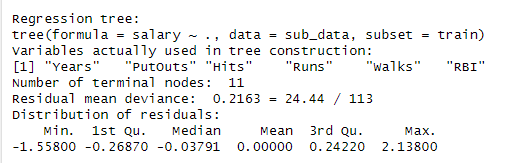 Regression tree:
tree(formula = salary ~ ., data = sub_data, subset = train)
Variables actually used in tree construction:
[1] "Years"   "PutOuts" "Hits"    "Runs"    "Walks"   "RBI"
Number of terminal nodes:  11
Residual mean deviance:  0.2163 = 24.44 / 113
Distribution of residuals:
    Min.  1st Qu.   Median     Mean  3rd Qu.     Max.
-1.55800 -0.26870 -0.03791  0.00000  0.24220  2.13800